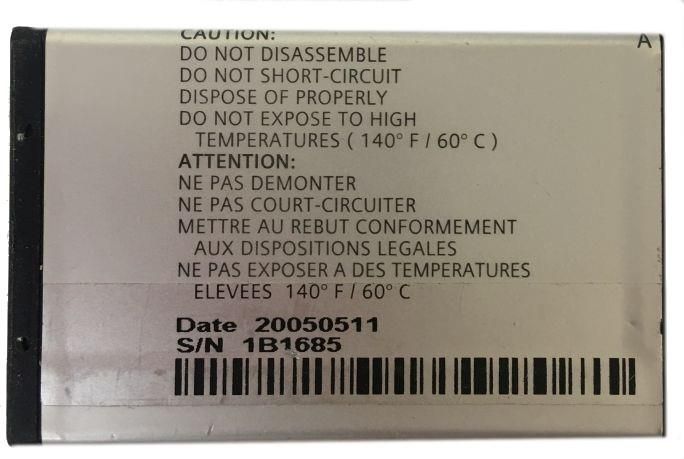 CAUTION:
A
DO NOT DISASSEMBLE
DO NOT SHORT-CIRCUIT
DISPOSE OF PROPERLY
DO NOT EXPOSE TO HIGH
TEMPERATURES ( 140° F / 60° C )
ATTENTION:
NE PAS DEMONTER
NE PAS COURT-CIRCUITER
METTRE AU REBUT CONFORMEMENT
AUX DISPOSITIONS LEGALES
NE PAS EXPOSER A DES TEMPERATURES
ELEVEES 140° F / 60° C
Date 20050511
S/N 1B1685